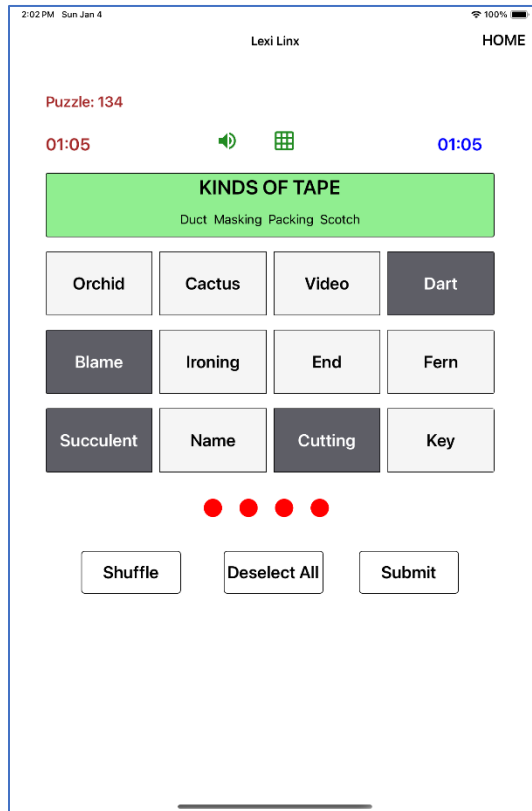 2:02 PM Sun Jan 4 100%
Lexi Linx HOME
Puzzle: 134
01:05 01:05
KINDS OF TAPE
Duct Masking Packing Scotch
Orchid Cactus Video Dart
Blame Ironing End Fern
Succulent Name Cutting Key
Shuffle Deselect All Submit